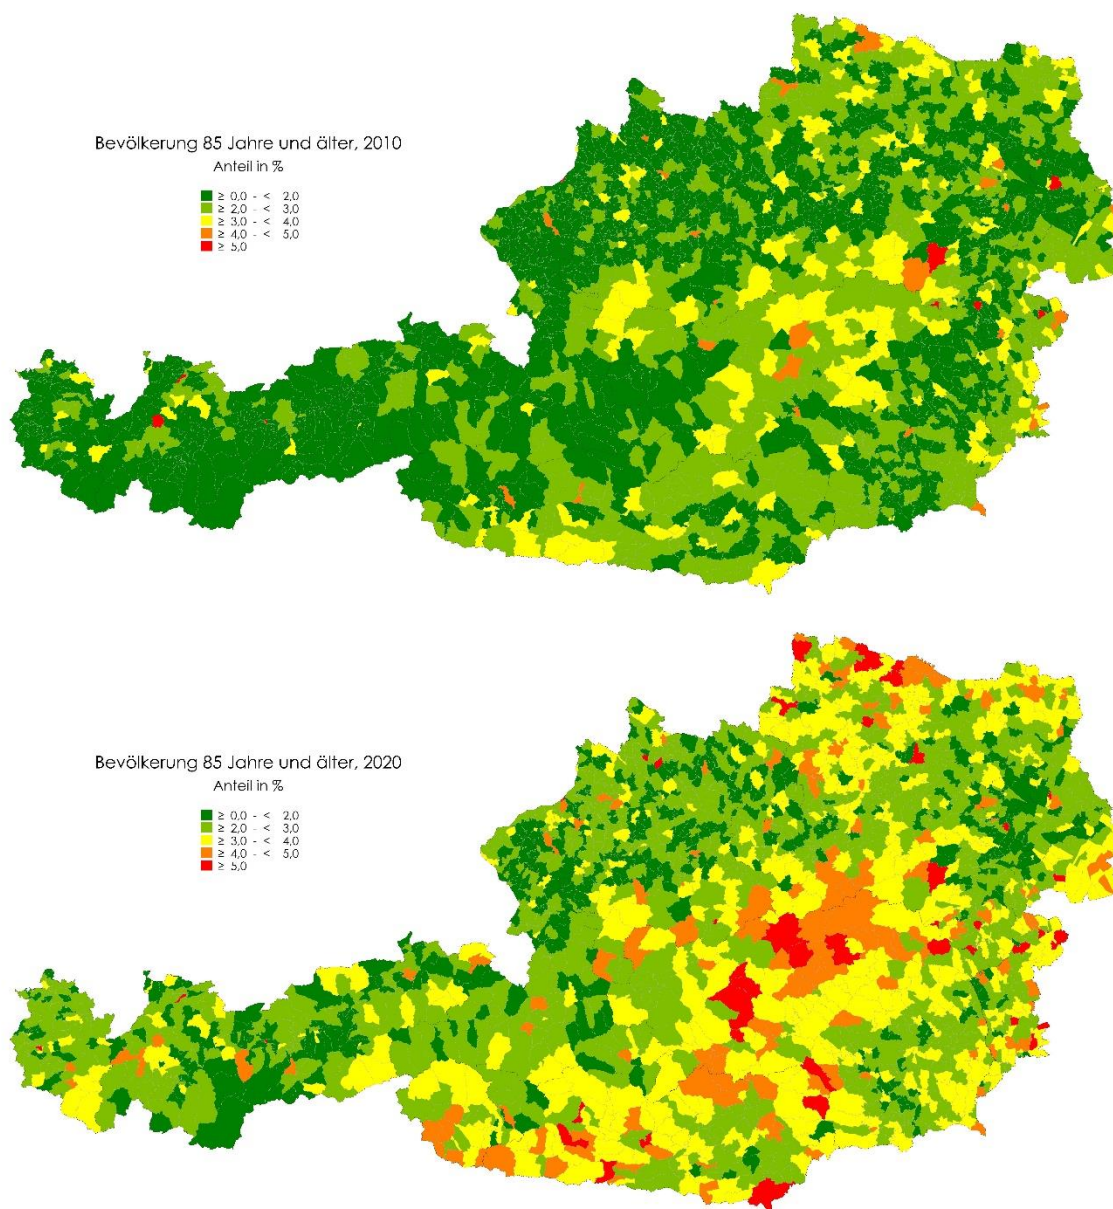 Bevölkerung 85 Jahre und älter, 2010
Anteil in %
≥ 0,0 - < 2,0
≥ 2,0 - < 3,0
≥ 3,0 - < 4,0
≥ 4,0 - < 5,0
≥ 5,0
Bevölkerung 85 Jahre und älter, 2020
Anteil in %
≥ 0,0 - < 2,0
≥ 2,0 - < 3,0
≥ 3,0 - < 4,0
≥ 4,0 - < 5,0
≥ 5,0